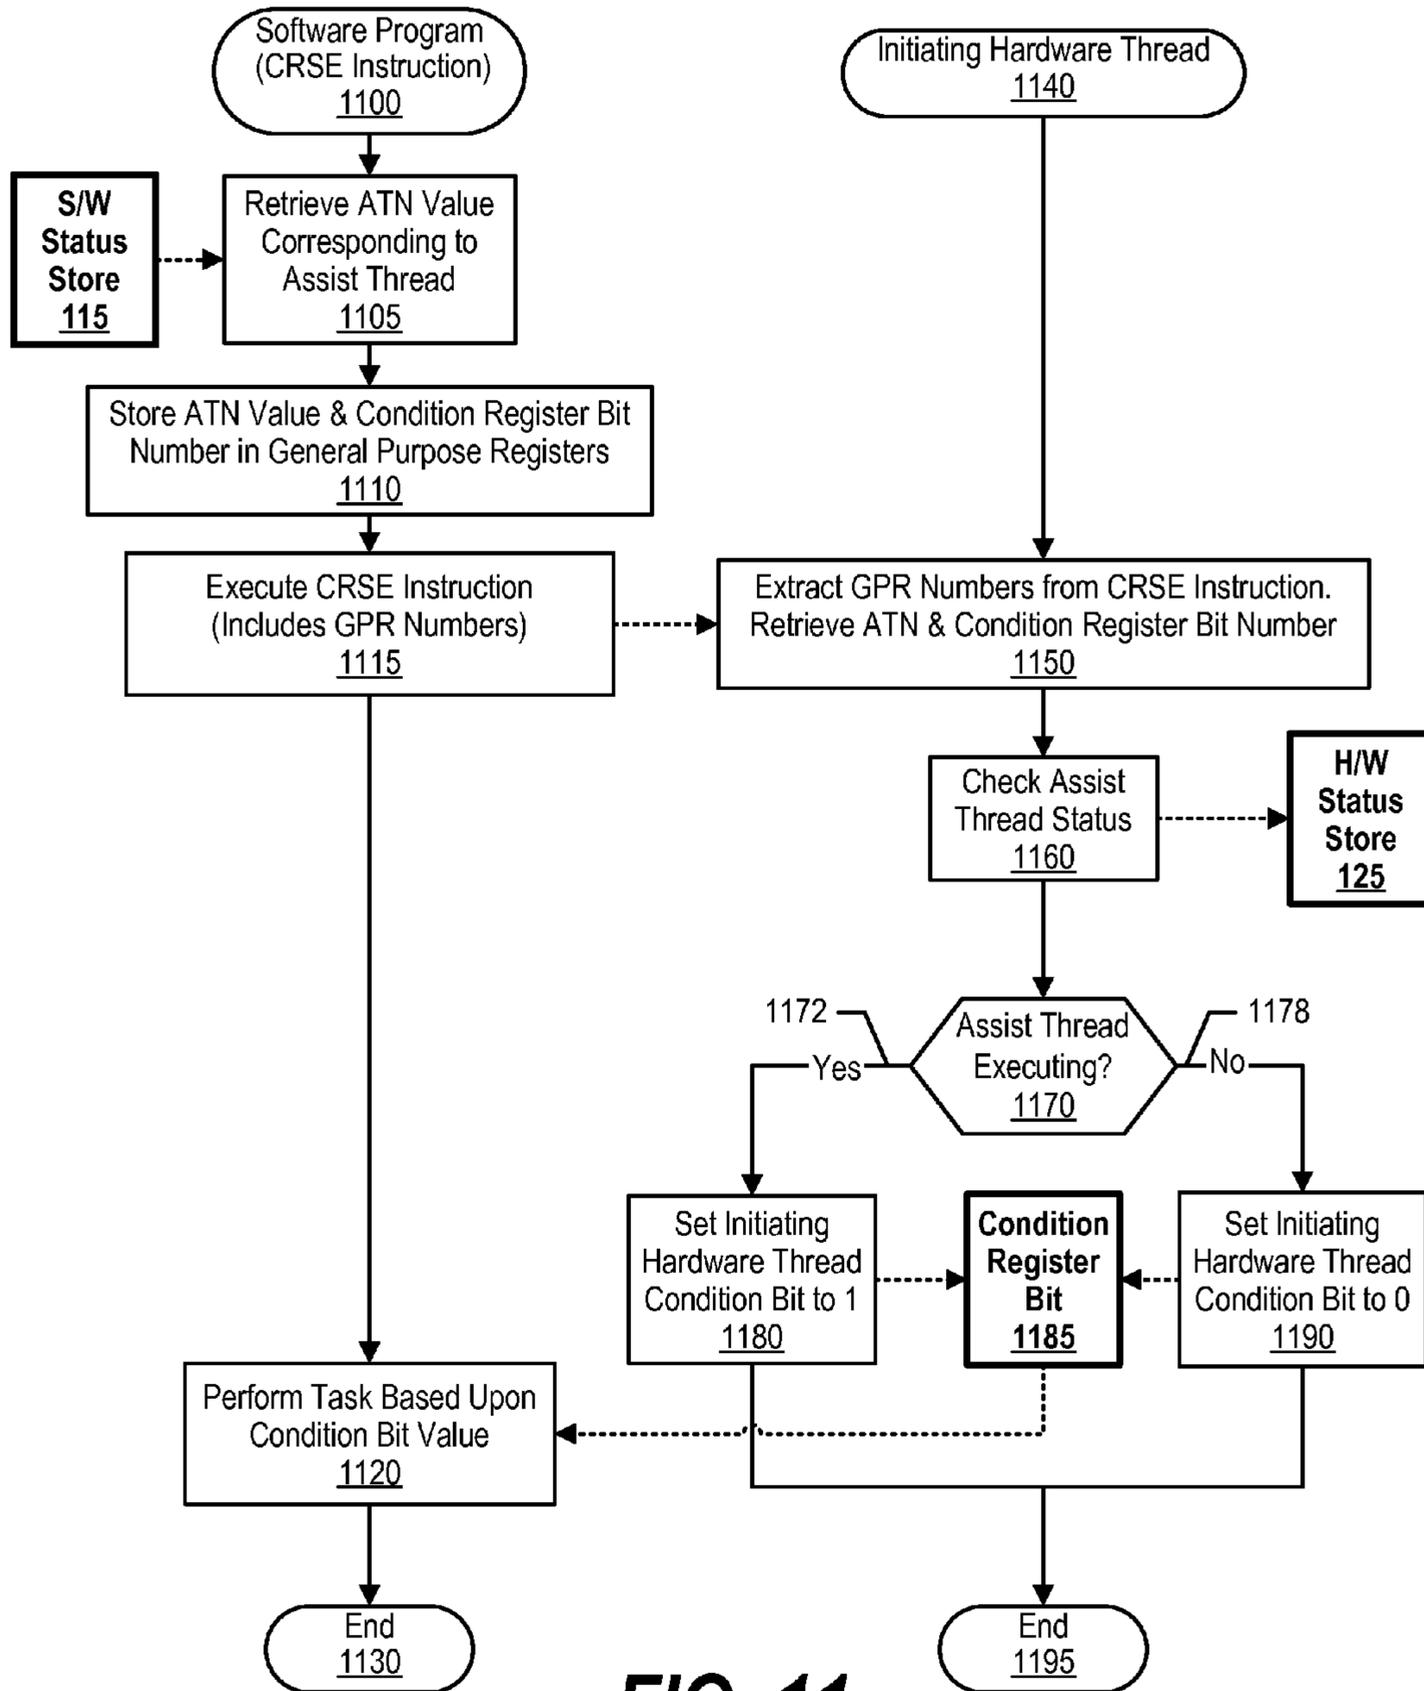 Software Program
(CRSE Instruction)
1100
Initiating Hardware Thread
1140
S/W
Status
Store
115
Retrieve ATN Value
Corresponding to
Assist Thread
1105
Store ATN Value & Condition Register Bit
Number in General Purpose Registers
1110
Execute CRSE Instruction
(Includes GPR Numbers)
1115
Extract GPR Numbers from CRSE Instruction.
Retrieve ATN & Condition Register Bit Number
1150
Check Assist
Thread Status
1160
H/W
Status
Store
125
1172
Assist Thread
Executing?
1170
1178
Yes
No
Set Initiating
Hardware Thread
Condition Bit to 1
1180
Condition
Register
Bit
1185
Set Initiating
Hardware Thread
Condition Bit to 0
1190
Perform Task Based Upon
Condition Bit Value
1120
End
1130
End
1195
FIG. 11